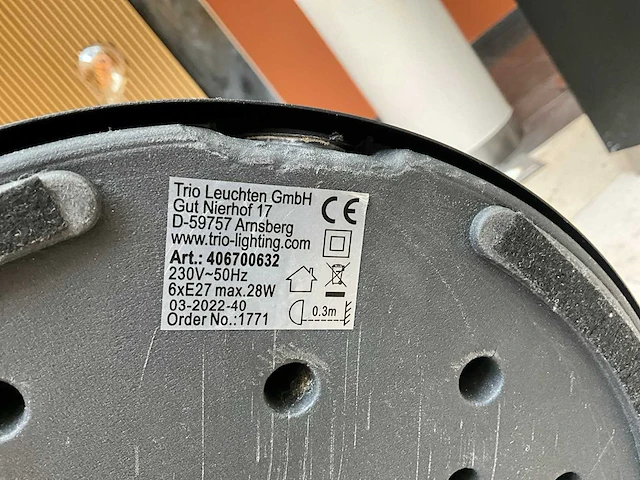 Trio Leuchten GmbH
Gut Nierhof 17
D-59757 Arnsberg
www.trio-lighting.com
Art.: 406700632
230V~50Hz
6xE27 max.28W
03-2022-40
Order No.:1771
CE
0.3m